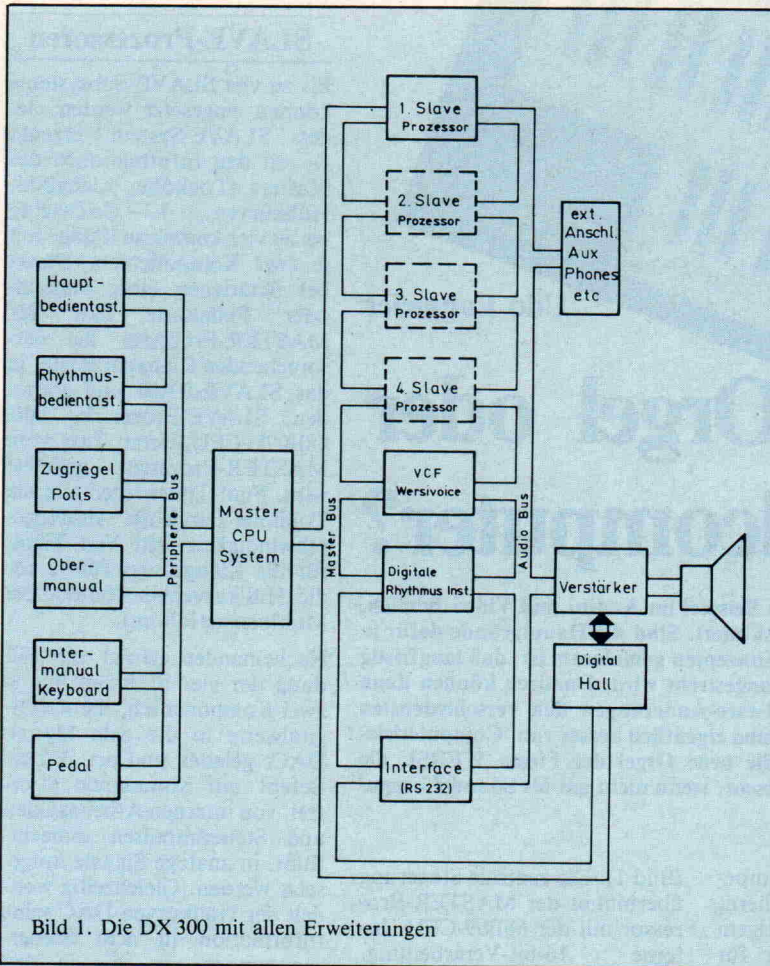 1. Slave
Prozessor
2. Slave
Prozessor
3. Slave
Prozessor
4. Slave
Prozessor
ext.
Anschl.
Aux
Phones
etc
Haupt-
bedientast.
Rhythmus-
bedientast.
Zugriegel
Potis
Ober-
manual
Unter-
manual
Keyboard
Pedal
Peripherie Bus
Master
CPU
System
Master Bus
VCF
Wersivoice
Digitale
Rhythmus Inst.
Interface
(RS 232)
Audio Bus
Verstärker
Digital
Hall
Bild 1. Die DX 300 mit allen Erweiterungen